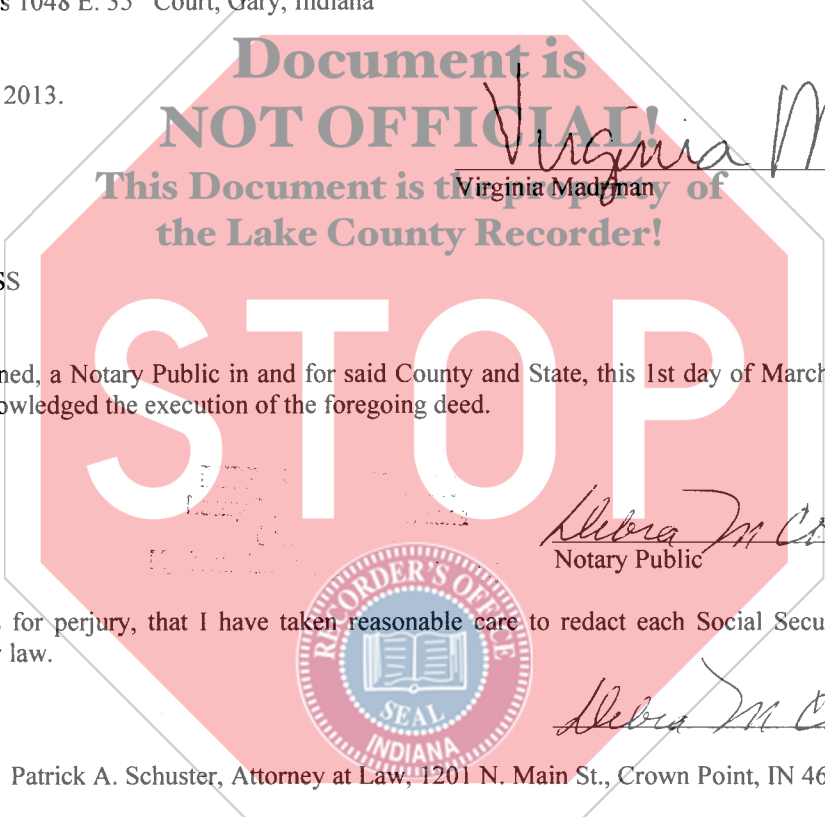 s 1048 E. 35 Court, Gary, Indiana
Document is
2013.
NOT OFFICIAL!
Virginia M
This Document is the property of
Virginia Madrman
the Lake County Recorder!
SS
STOP
ned, a Notary Public in and for said County and State, this 1st day of March
owledged the execution of the foregoing deed.
Debra M
Notary Public
RECORDER'S OFFICE
for perjury, that I have taken reasonable care to redact each Social Secu
law.
SEAL
INDIANA
Debra M C
Patrick A. Schuster, Attorney at Law, 1201 N. Main St., Crown Point, IN 46